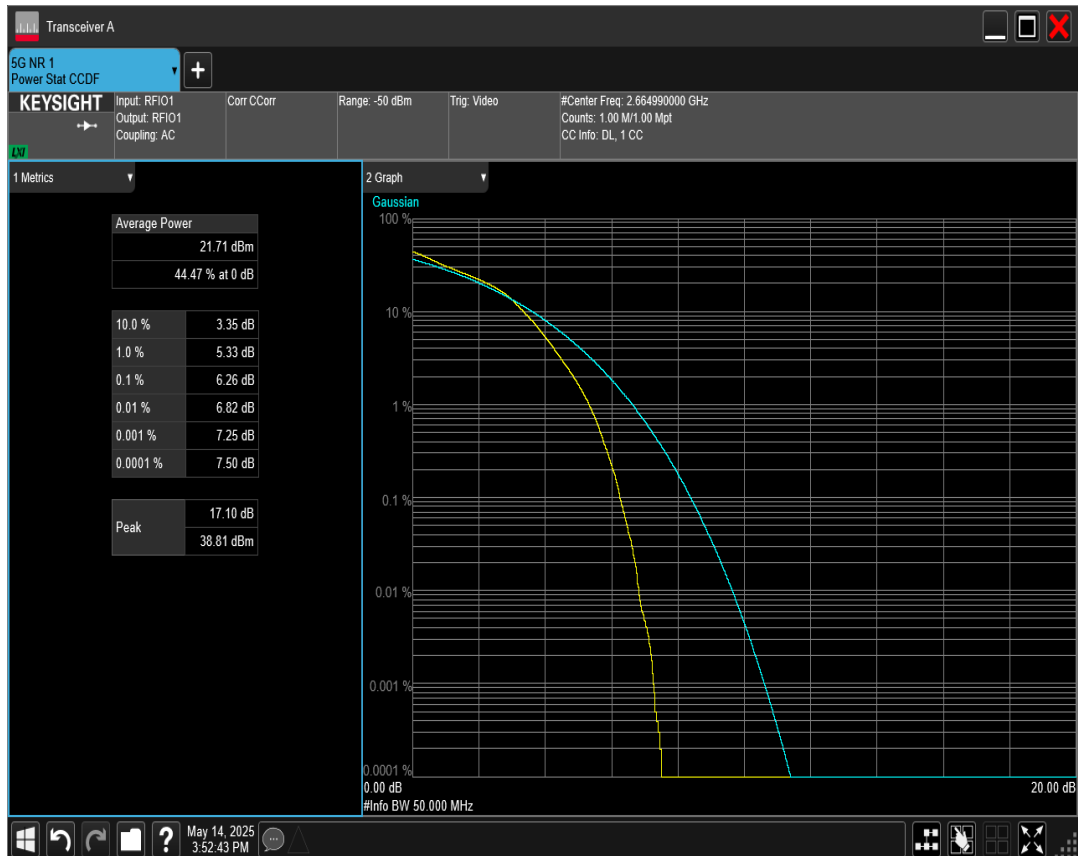 Transceiver A
5G NR 1
Power Stat CCDF
+
KEYSIGHT
LXI
Input: RFIO1
Output: RFIO1
Coupling: AC
Corr CCorr
Range: -50 dBm
Trig: Video
#Center Freq: 2.664990000 GHz
Counts: 1.00 M/1.00 Mpt
CC Info: DL, 1 CC
1 Metrics
Average Power
21.71 dBm
44.47 % at 0 dB
10.0 % 3.35 dB
1.0 % 5.33 dB
0.1 % 6.26 dB
0.01 % 6.82 dB
0.001 % 7.25 dB
0.0001 % 7.50 dB
Peak
17.10 dB
38.81 dBm
2 Graph
Gaussian
100 %
10 %
1 %
0.1 %
0.01 %
0.001 %
0.0001 %
0.00 dB 20.00 dB
#Info BW 50.000 MHz
?
May 14, 2025
3:52:43 PM